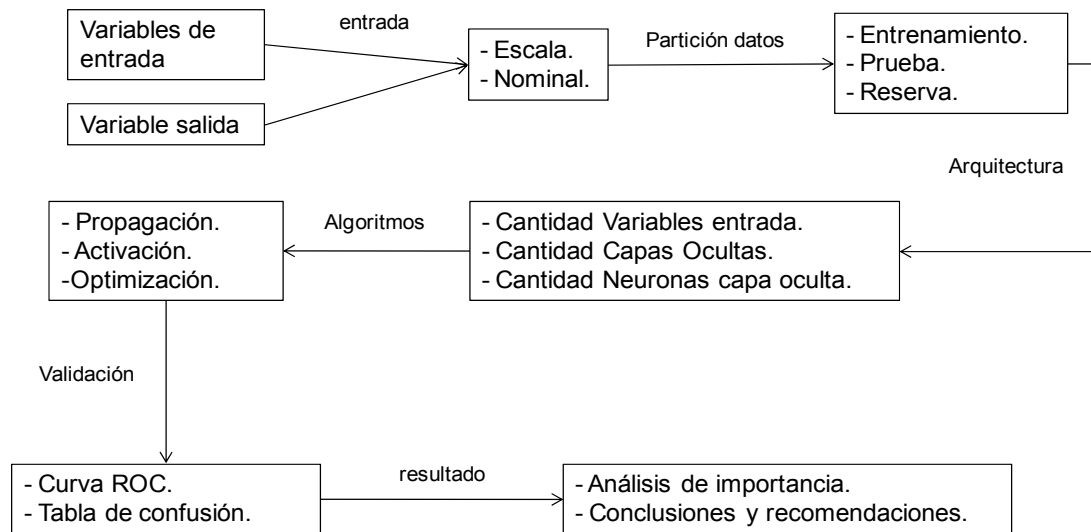 Variables de
entrada
entrada
Variable salida
- Escala.
- Nominal.
Partición datos
- Entrenamiento.
- Prueba.
- Reserva.
Arquitectura
- Cantidad Variables entrada.
- Cantidad Capas Ocultas.
- Cantidad Neuronas capa oculta.
Algoritmos
- Propagación.
- Activación.
-Optimización.
Validación
- Curva ROC.
- Tabla de confusión.
resultado
- Análisis de importancia.
- Conclusiones y recomendaciones.